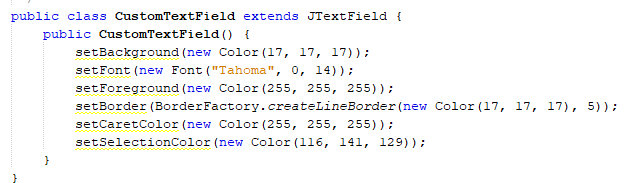 public class CustomTextField extends JTextField {
public CustomTextField() {
setBackground(new Color(17, 17, 17));
setFont(new Font("Tahoma", 0, 14));
setForeground(new Color(255, 255, 255));
setBorder(BorderFactory.createLineBorder(new Color(17, 17, 17), 5));
setCaretColor(new Color(255, 255, 255));
setSelectionColor(new Color(116, 141, 129));
}
}